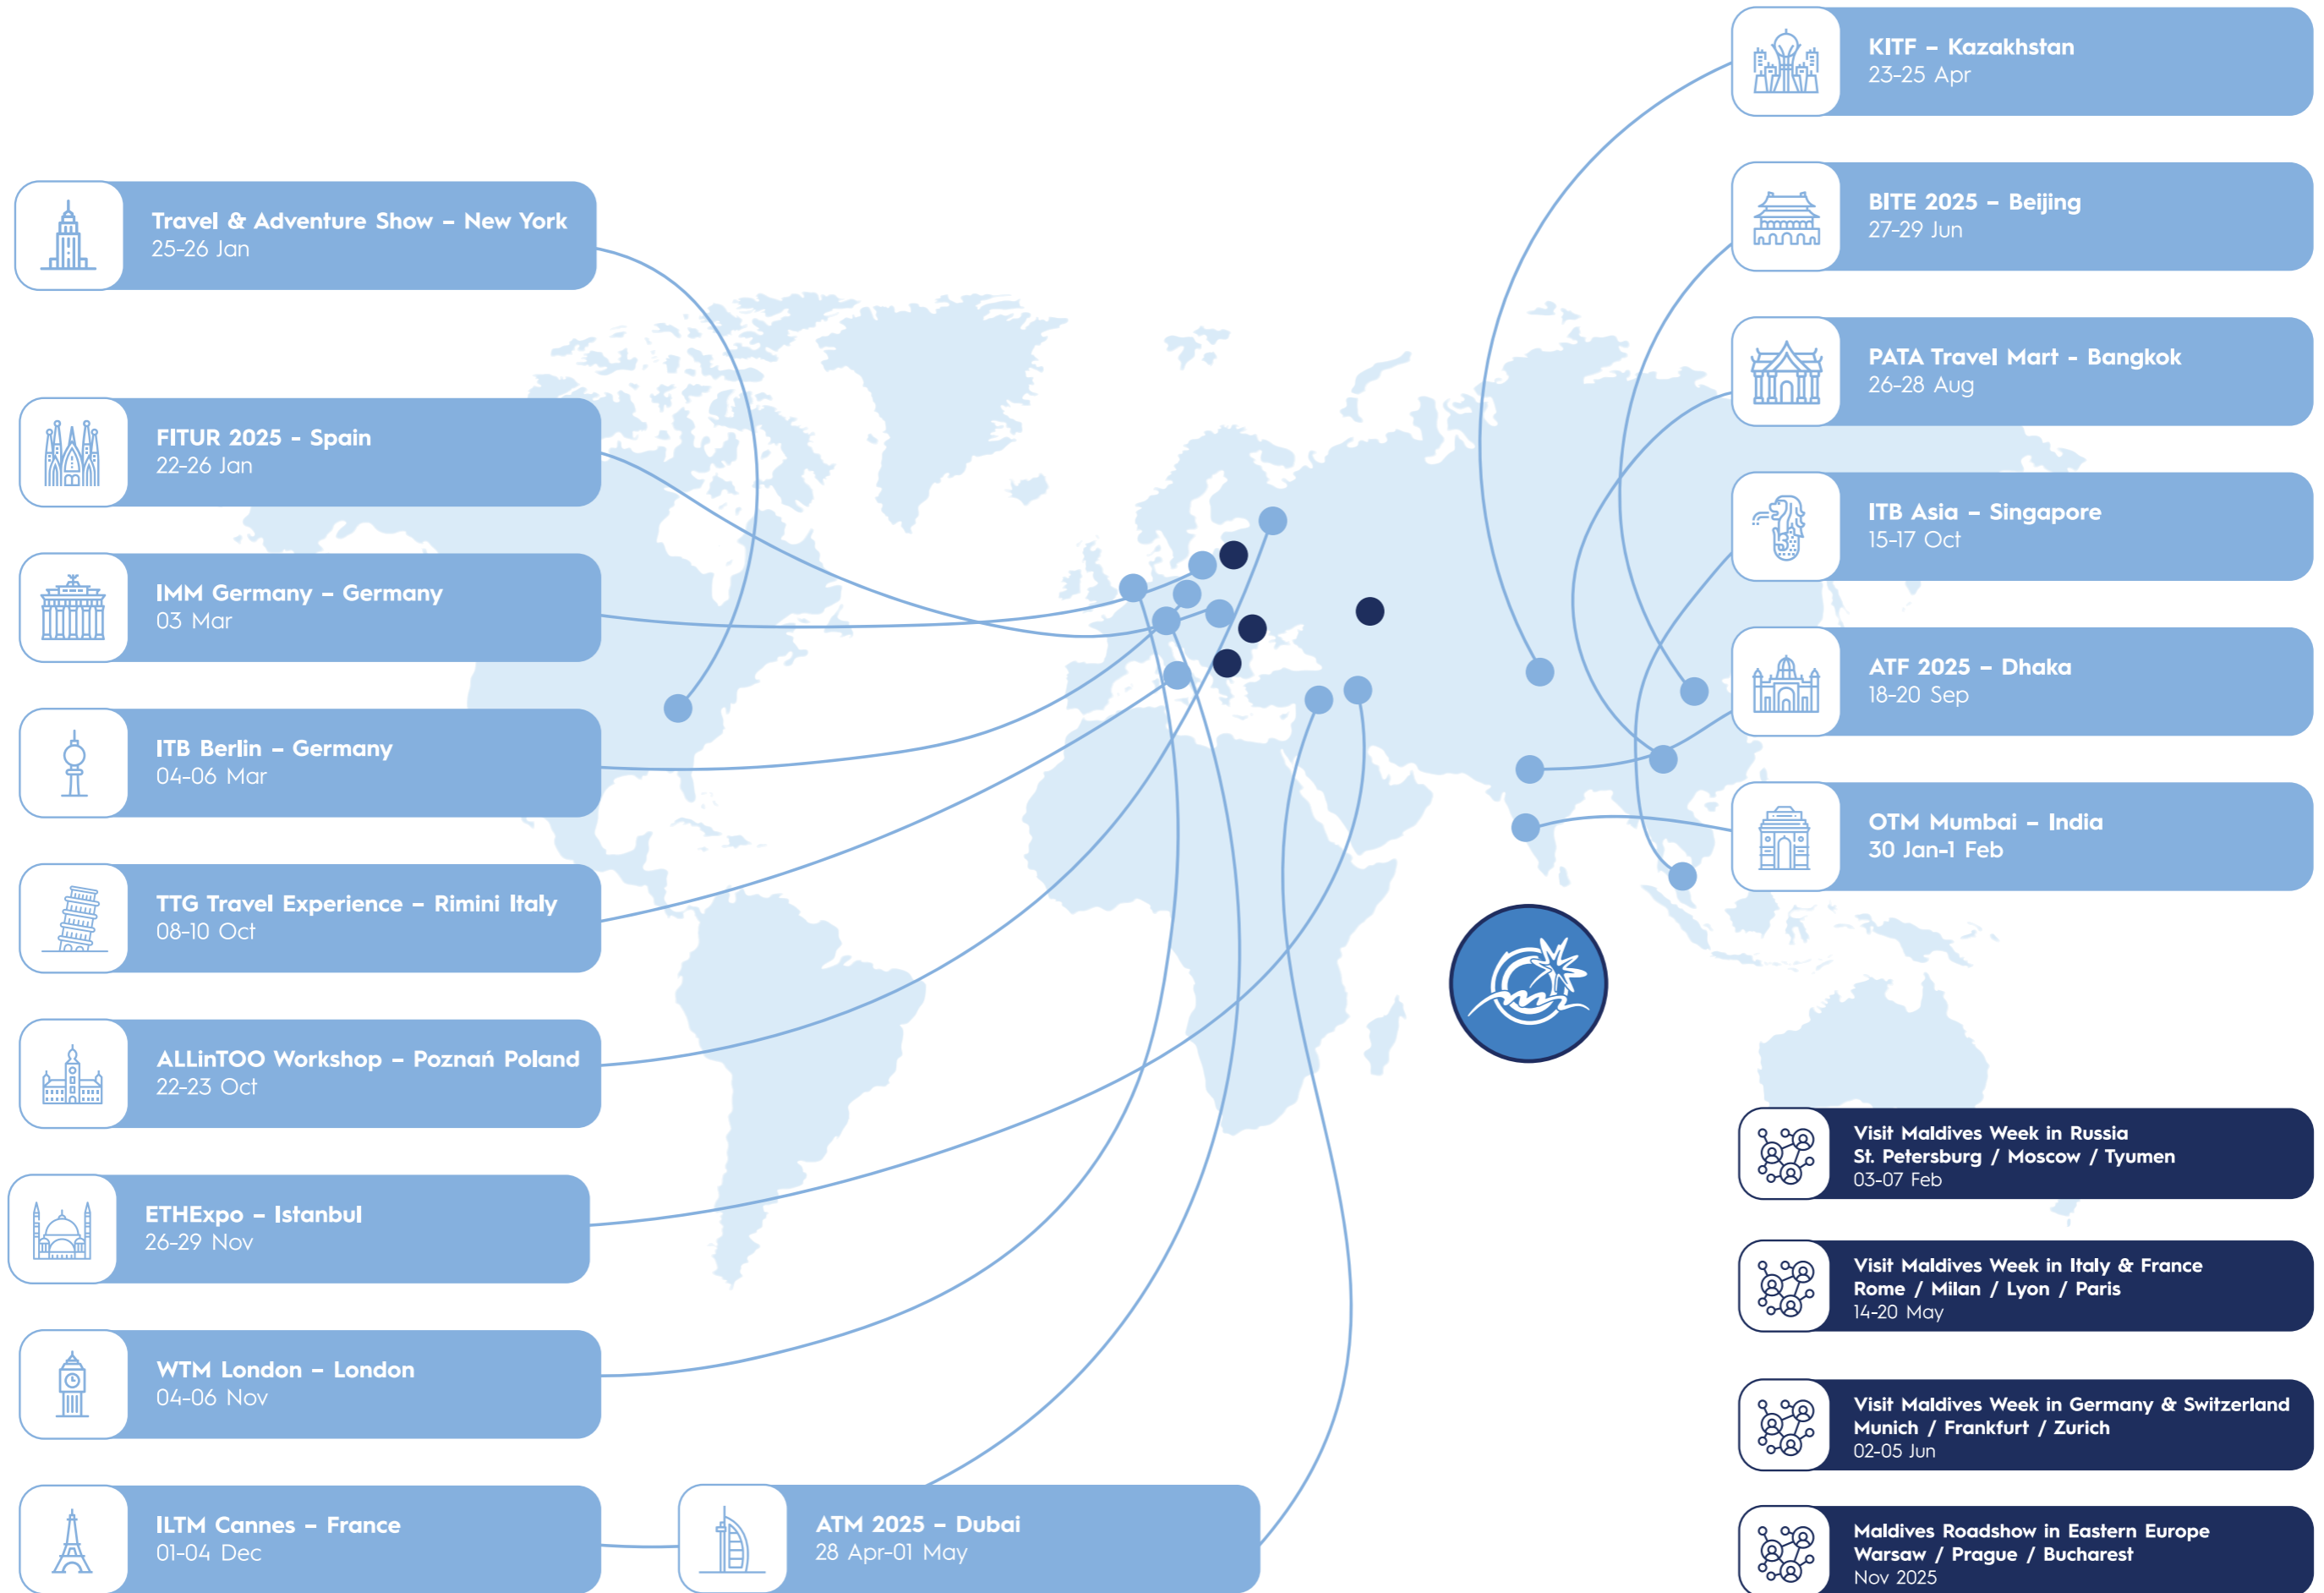 Travel & Adventure Show – New York
25-26 Jan
FITUR 2025 - Spain
22-26 Jan
IMM Germany – Germany
03 Mar
ITB Berlin – Germany
04-06 Mar
TTG Travel Experience – Rimini Italy
08-10 Oct
ALLinTOO Workshop – Poznań Poland
22-23 Oct
ETHExpo – Istanbul
26-29 Nov
WTM London – London
04-06 Nov
ILTM Cannes – France
01-04 Dec
ATM 2025 – Dubai
28 Apr-01 May
KITF – Kazakhstan
23-25 Apr
BITE 2025 – Beijing
27-29 Jun
PATA Travel Mart - Bangkok
26-28 Aug
ITB Asia – Singapore
15-17 Oct
ATF 2025 – Dhaka
18-20 Sep
OTM Mumbai – India
30 Jan-1 Feb
Visit Maldives Week in Russia
St. Petersburg / Moscow / Tyumen
03-07 Feb
Visit Maldives Week in Italy & France
Rome / Milan / Lyon / Paris
14-20 May
Visit Maldives Week in Germany & Switzerland
Munich / Frankfurt / Zurich
02-05 Jun
Maldives Roadshow in Eastern Europe
Warsaw / Prague / Bucharest
Nov 2025